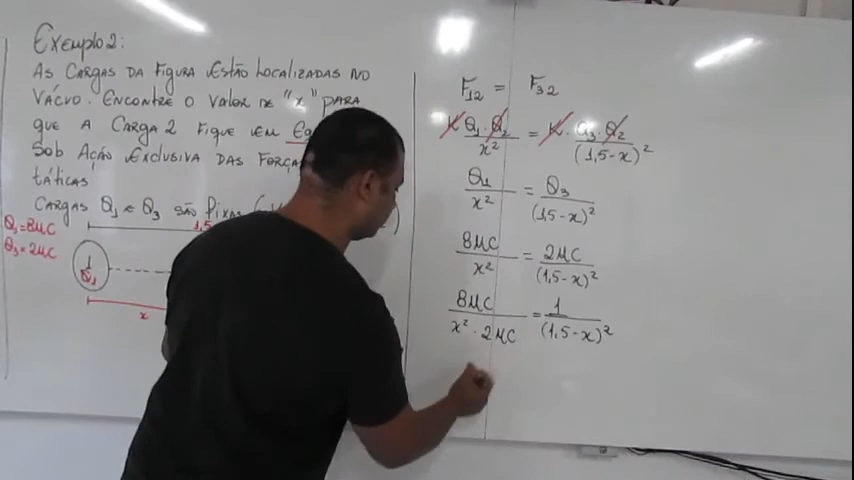 Exemplo 2:
As Cargas da Figura estão localizadas no
vácuo. Encontre o valor de "x" para
que a Carga 2 Fique em
sob Ação exclusiva das
táticas
Cargas Q₁ e Q₃ são Fixas
Q₁=8μC
Q₃=2μC
1,5
Q₁
x
F₁₂ = F₃₂
K Q₁·Q₂ / x² = K · Q₃·Q₂ / (1,5-x)²
Q₁ / x² = Q₃ / (1,5-x)²
8μC / x² = 2μC / (1,5-x)²
8μC / x² · 2μC = 1 / (1,5-x)²